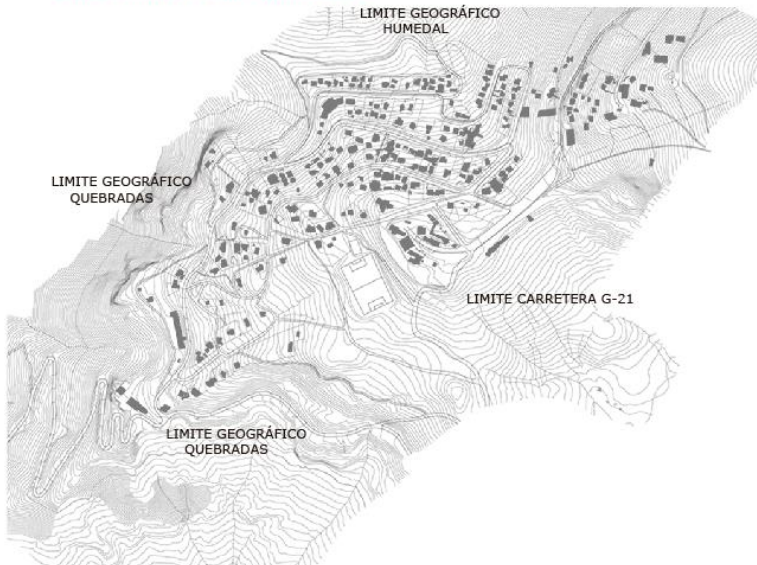 LIMITE GEOGRÁFICO
HUMEDAL
LIMITE GEOGRÁFICO
QUEBRADAS
LIMITE CARRETERA G-21
LIMITE GEOGRÁFICO
QUEBRADAS